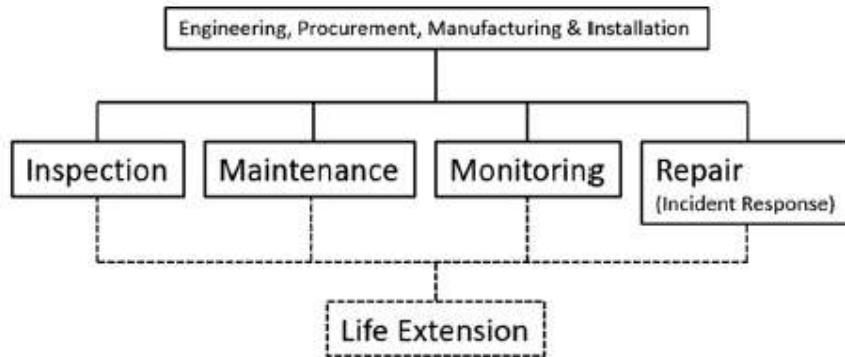 Engineering, Procurement, Manufacturing & Installation
Inspection
Maintenance
Monitoring
Repair
(Incident Response)
Life Extension